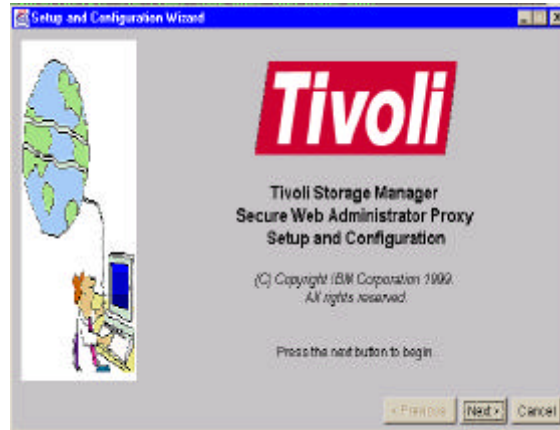 Setup and Configuration Wizard
Tivoli
Tivoli Storage Manager
Secure Web Administrator Proxy
Setup and Configuration
(C) Copyright IBM Corporation 1999.
All rights reserved.
Press the next button to begin.
< Previous Next > Cancel